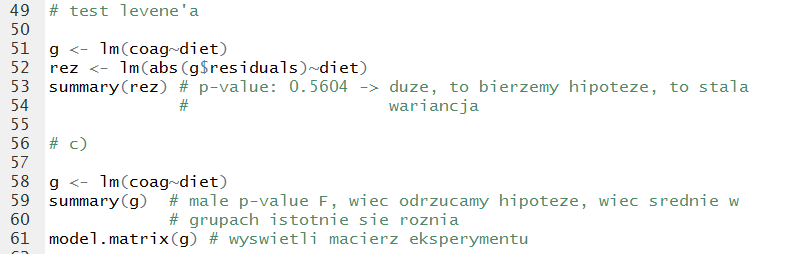 49 # test levene'a
50
51 g <- lm(coag~diet)
52 rez <- lm(abs(g$residuals)~diet)
53 summary(rez) # p-value: 0.5604 -> duze, to bierzemy hipoteze, to stala
54 # wariancja
55
56 # c)
57
58 g <- lm(coag~diet)
59 summary(g) # male p-value F, wiec odrzucamy hipoteze, wiec srednie w
60 # grupach istotnie sie roznia
61 model.matrix(g) # wyswietli macierz eksperymentu